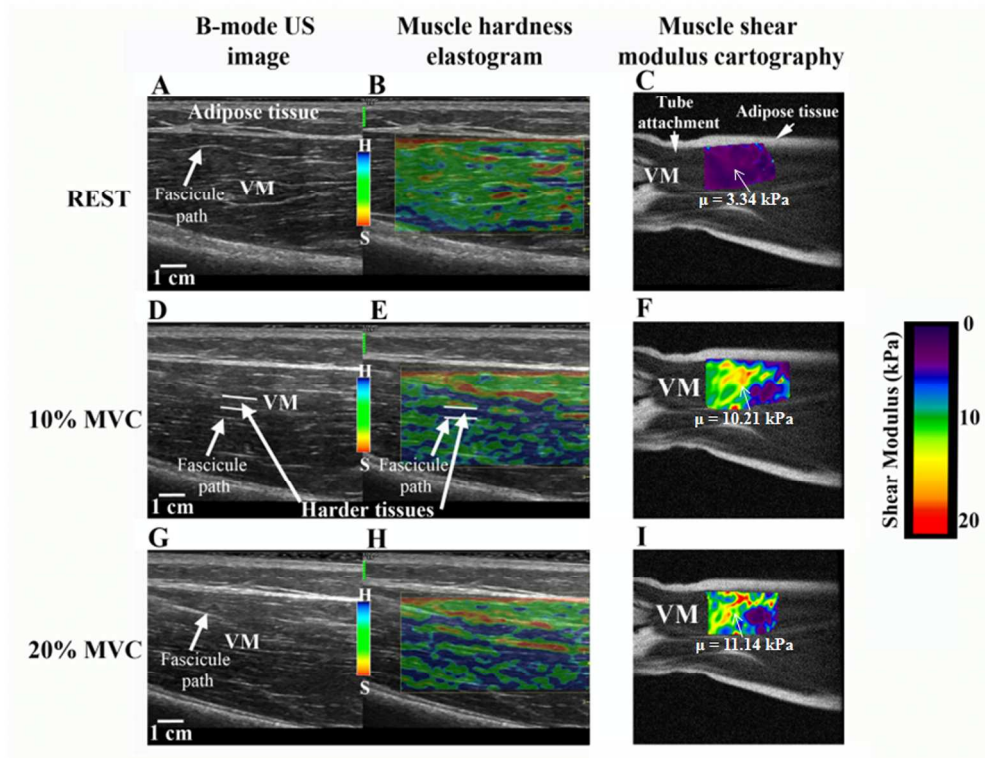 B-mode US
image
Muscle hardness
elastogram
Muscle shear
modulus cartography
A
B
C
Adipose tissue
H
S
Fascicule
path
VM
1 cm
Tube
attachment
Adipose tissue
VM
μ = 3.34 kPa
REST
D
E
F
H
S
VM
Fascicule
path
Fascicule
path
Harder tissues
1 cm
VM
μ = 10.21 kPa
10% MVC
G
H
I
H
S
VM
Fascicule
path
1 cm
VM
μ = 11.14 kPa
20% MVC
Shear Modulus (kPa)
0
10
20